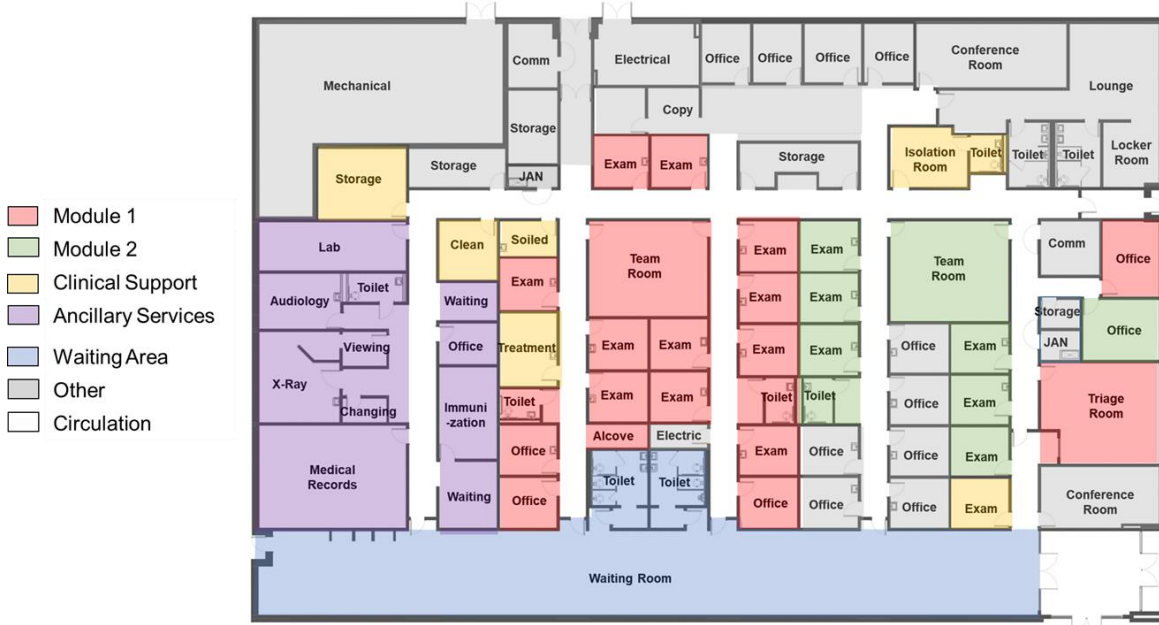 Module 1
Module 2
Clinical Support
Ancillary Services
Waiting Area
Other
Circulation
Mechanical
Comm
Storage
JAN
Storage
Storage
Electrical
Copy
Office
Office
Office
Office
Conference
Room
Lounge
Exam
Exam
Storage
Isolation
Room
Toilet
Toilet
Toilet
Locker
Room
Lab
Audiology
Toilet
Viewing
X-Ray
Changing
Medical
Records
Clean
Soiled
Waiting
Exam
Office
Treatment
Immuni
-zation
Toilet
Office
Waiting
Office
Team
Room
Exam
Exam
Exam
Exam
Alcove
Electric
Toilet
Toilet
Exam
Exam
Exam
Exam
Exam
Exam
Toilet
Toilet
Exam
Office
Office
Office
Team
Room
Office
Exam
Office
Exam
Office
Exam
Office
Exam
Comm
Office
Storage
Office
JAN
Triage
Room
Conference
Room
Waiting Room